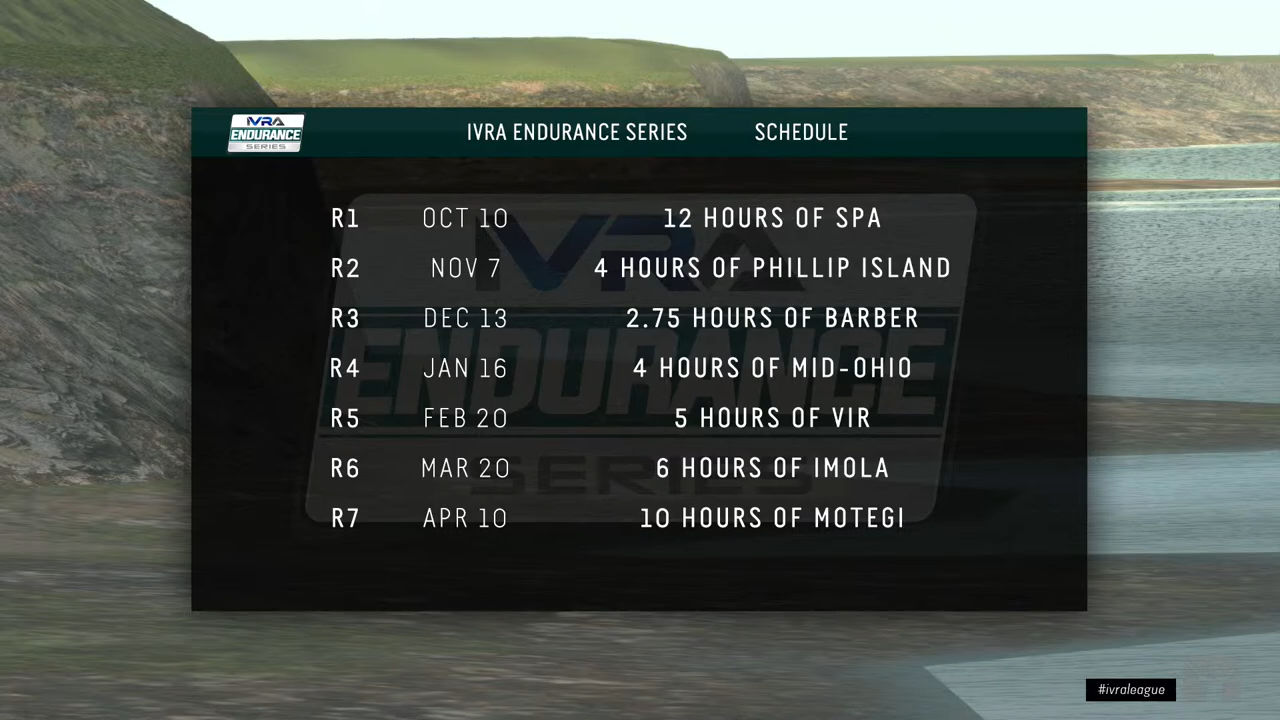 IVRA
ENDURANCE
SERIES
IVRA ENDURANCE SERIES SCHEDULE
R1 OCT 10 12 HOURS OF SPA
R2 NOV 7 4 HOURS OF PHILLIP ISLAND
R3 DEC 13 2.75 HOURS OF BARBER
R4 JAN 16 4 HOURS OF MID-OHIO
R5 FEB 20 5 HOURS OF VIR
R6 MAR 20 6 HOURS OF IMOLA
R7 APR 10 10 HOURS OF MOTEGI
IVRA
ENDURANCE
SERIES
#ivraleague